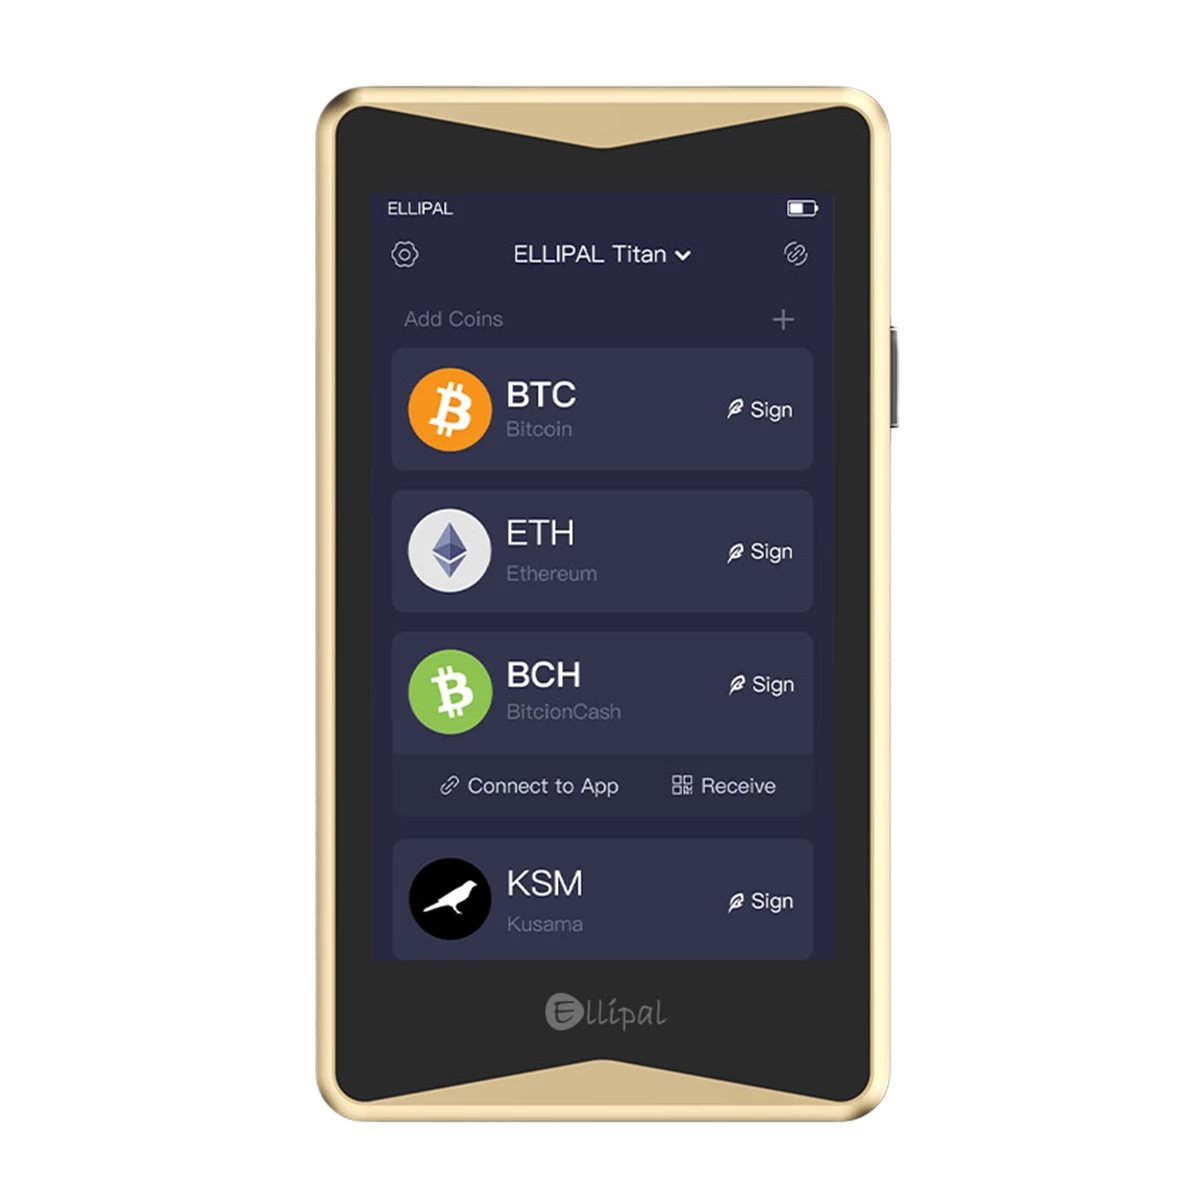 ELLIPAL
ELLIPAL Titan
Add Coins
BTC
Bitcoin
Sign
ETH
Ethereum
Sign
BCH
BitcionCash
Sign
Connect to App
Receive
KSM
Kusama
Sign
Ellipal